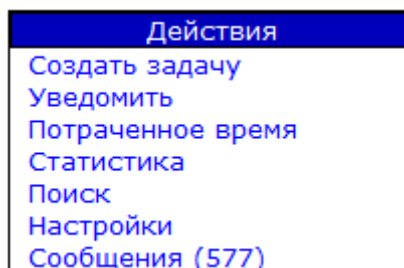 Действия
Создать задачу
Уведомить
Потраченное время
Статистика
Поиск
Настройки
Сообщения (577)